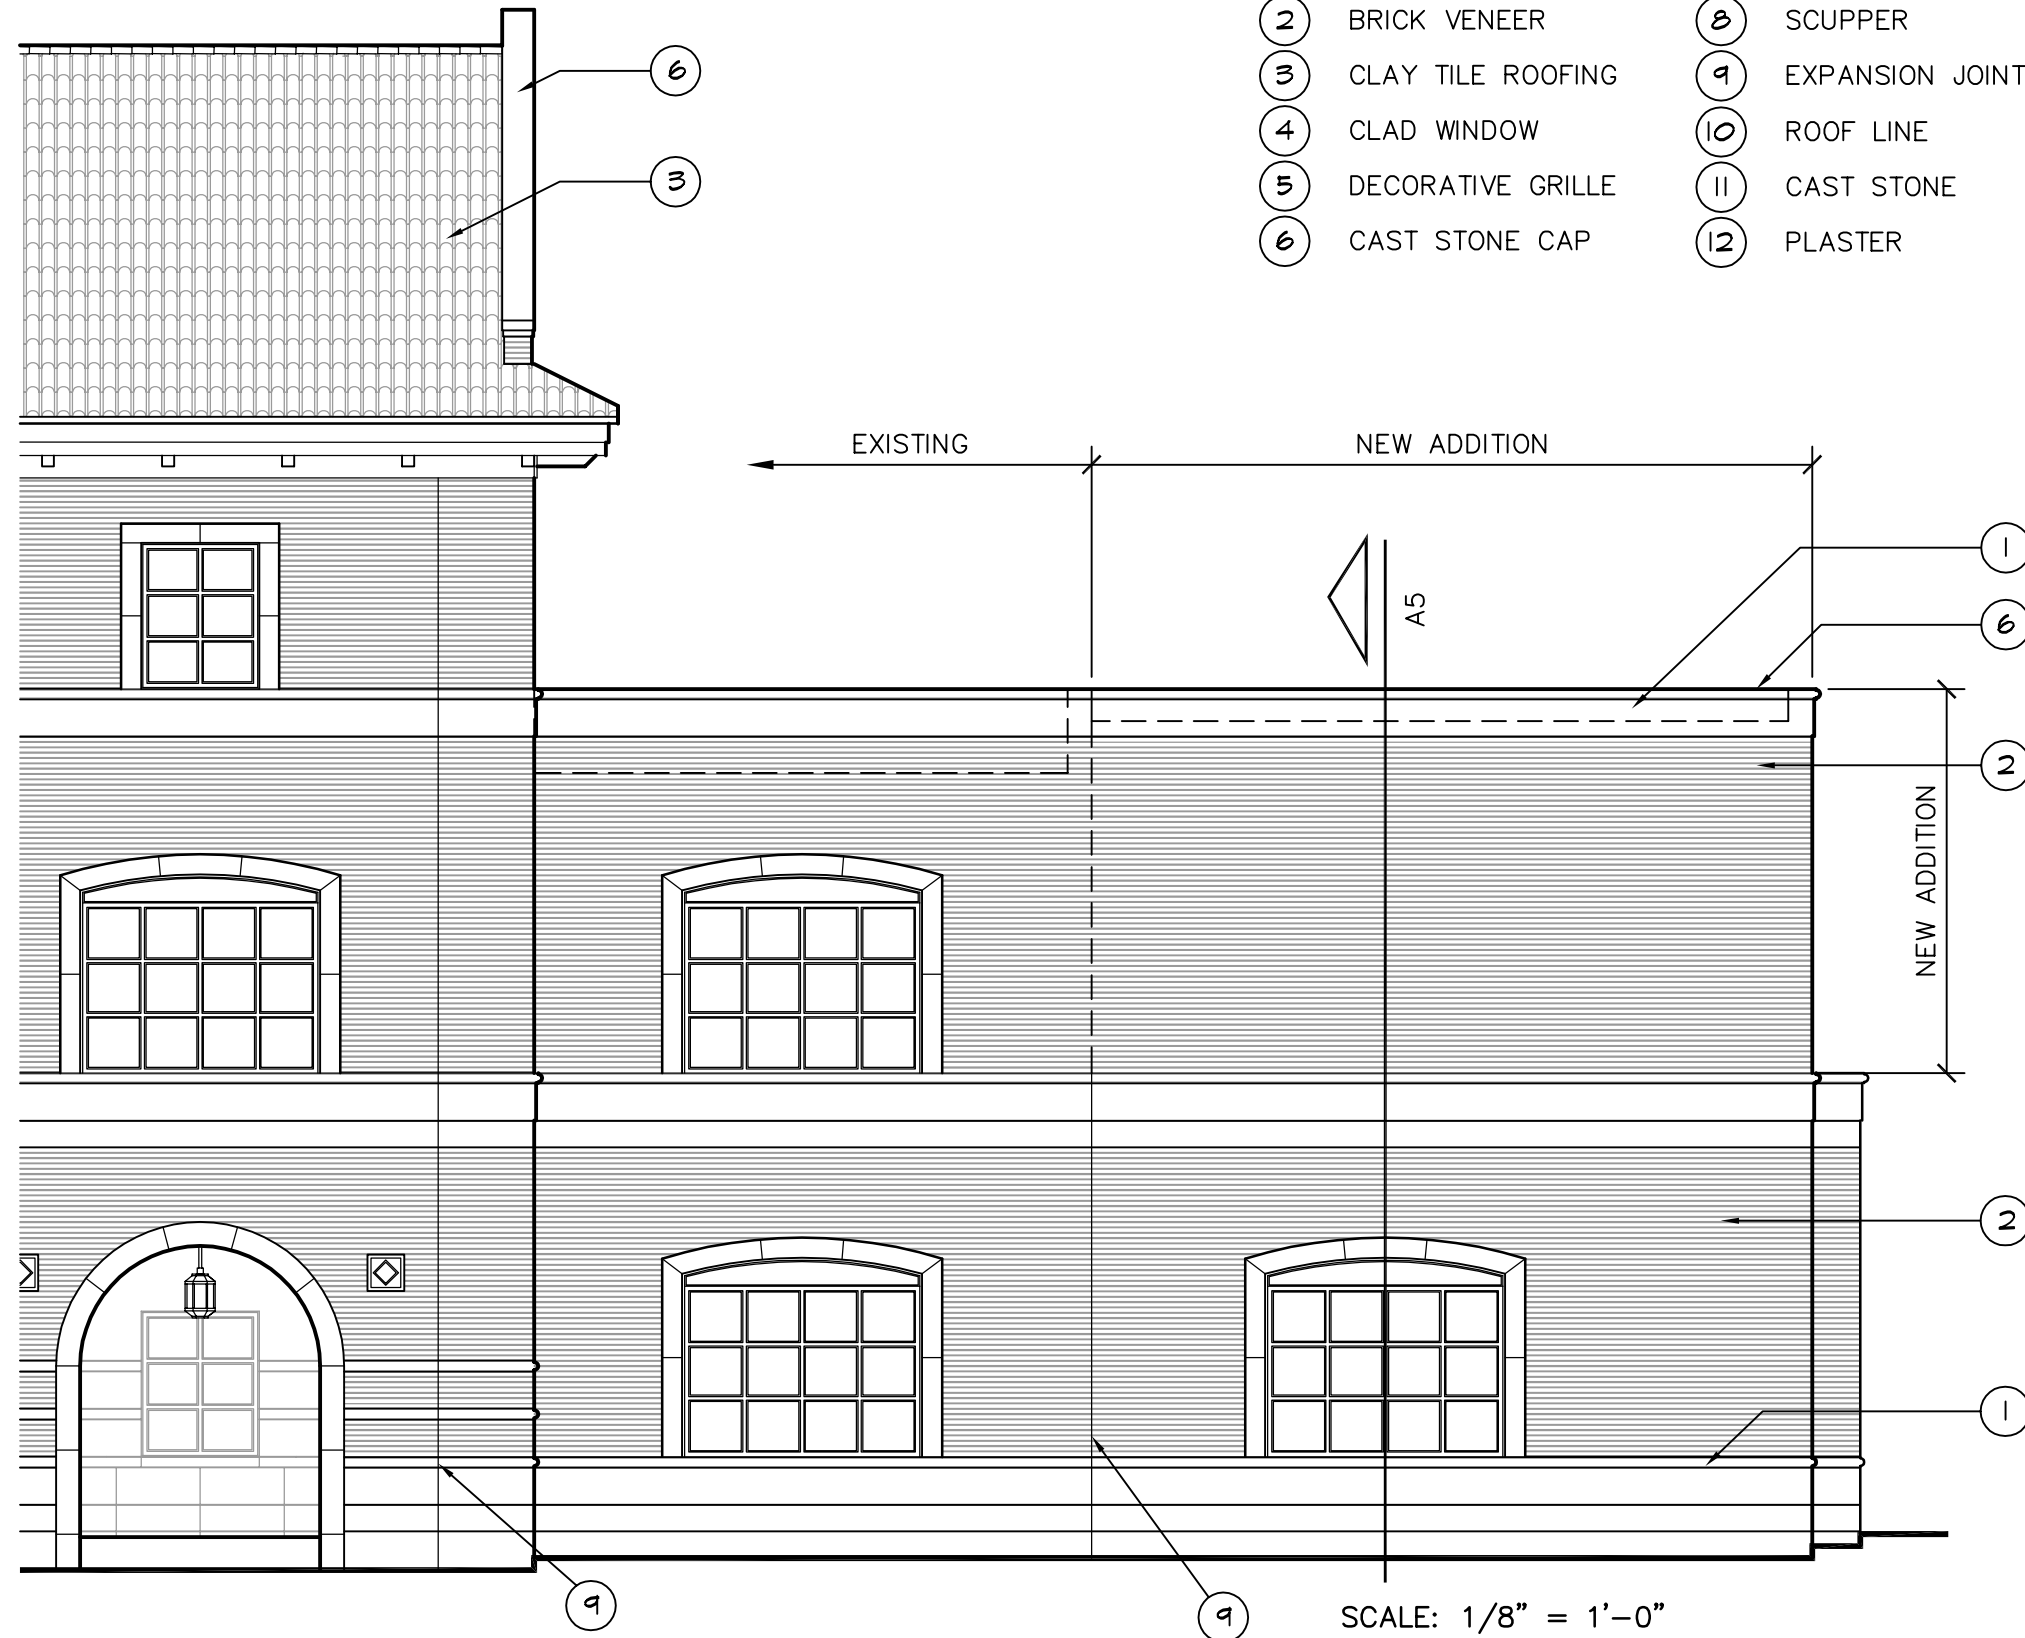 2 BRICK VENEER
8 SCUPPER
3 CLAY TILE ROOFING
9 EXPANSION JOINT
4 CLAD WINDOW
10 ROOF LINE
5 DECORATIVE GRILLE
11 CAST STONE
6 CAST STONE CAP
12 PLASTER
6
3
EXISTING
NEW ADDITION
1
A5
6
2
NEW ADDITION
2
1
9
9
SCALE: 1/8" = 1'-0"